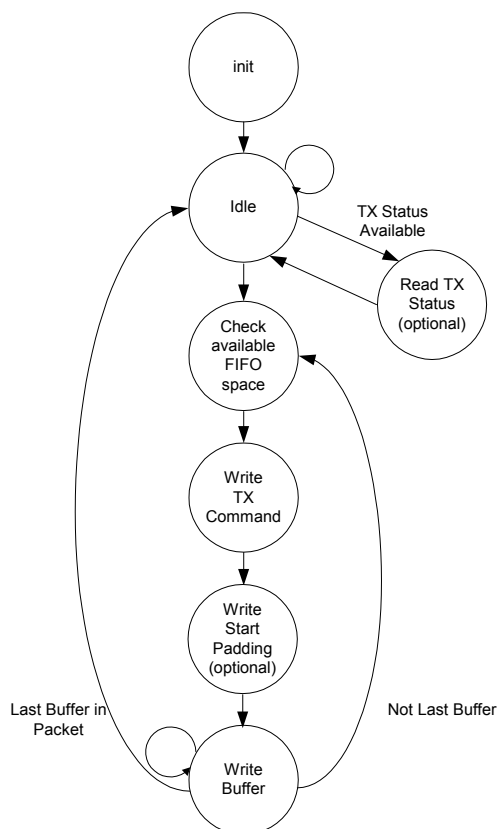 init
Idle
TX Status
Available
Read TX
Status
(optional)
Check
available
FIFO
space
Write
TX
Command
Write
Start
Padding
(optional)
Last Buffer in
Packet
Not Last Buffer
Write
Buffer